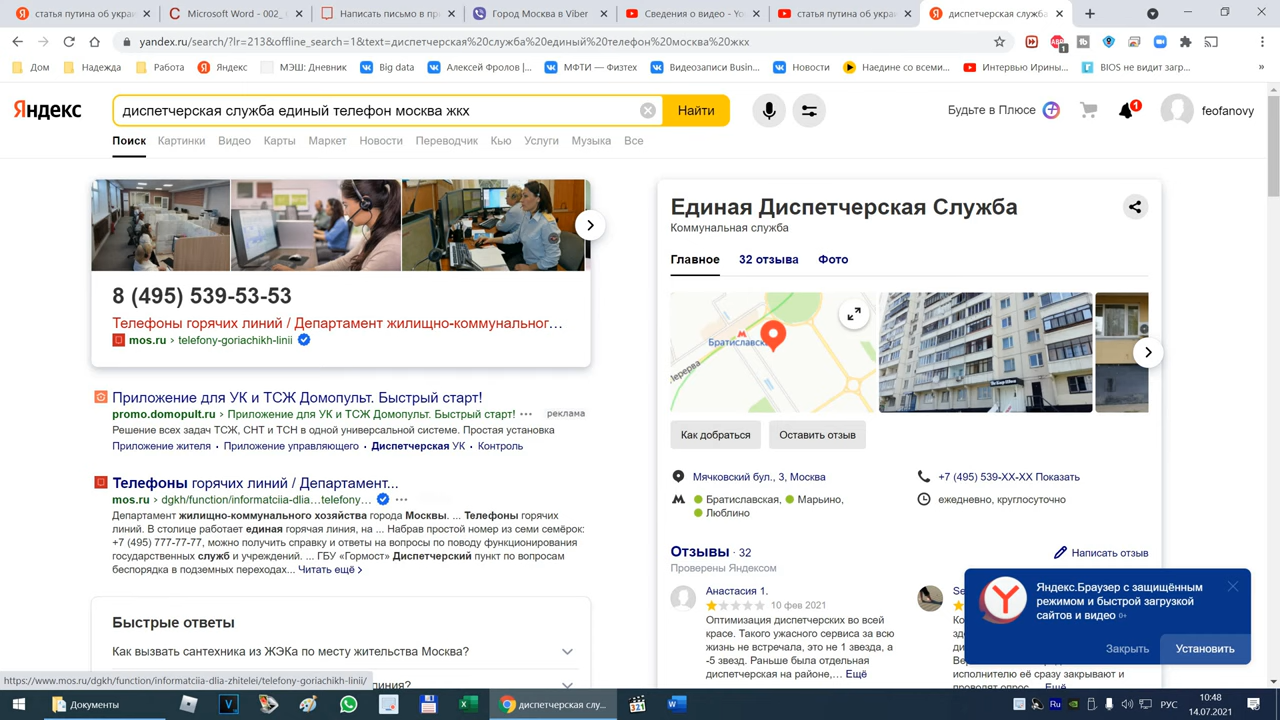 статья путина об украи
Microsoft Word - 002_
Написать письмо в пр
Город Москва в Viber
Сведения о видео - Yo
статья путина об украи
диспетчерская служба
yandex.ru/search/?lr=213&offline_search=1&text=диспетчерская%20служба%20единый%20телефон%20москва%20жкх
Дом
Надежда
Работа
Яндекс
МЭШ: Дневник
Big data
Алексей Фролов |...
МФТИ — Физтех
Видеозаписи Busin...
Новости
Наедине со всеми...
Интервью Ирины...
BIOS не видит загр...
Яндекс
диспетчерская служба единый телефон москва жкх
Найти
Будьте в Плюсе
1
feofanovy
Поиск Картинки Видео Карты Маркет Новости Переводчик Кью Услуги Музыка Все
8 (495) 539-53-53
Телефоны горячих линий / Департамент жилищно-коммунальног...
mos.ru › telefony-goriachikh-linii
Приложение для УК и ТСЖ Домопульт. Быстрый старт!
promo.domopult.ru › Приложение для УК и ТСЖ Домопульт. Быстрый старт! ••• реклама
Решение всех задач ТСЖ, СНТ и ТСН в одной универсальной системе. Простая установка
Приложение жителя • Приложение управляющего • Диспетчерская УК • Контроль
Телефоны горячих линий / Департамент...
mos.ru › dgkh/function/informatciia-dlia...telefony... •••
Департамент жилищно-коммунального хозяйства города Москвы. ... Телефоны горячих
линий. В столице работает единая горячая линия, на ... Набрав простой номер из семи семёрок:
+7 (495) 777-77-77, можно получить справку и ответы на вопросы по поводу функционирования
государственных служб и учреждений. ... ГБУ «Гормост» Диспетчерский пункт по вопросам
беспорядка в подземных переходах... Читать ещё >
Быстрые ответы
Как вызвать сантехника из ЖЭКа по месту жительства Москва?
линия?
https://www.mos.ru/dgkh/function/informatciia-dlia-zhitelei/telefony-goriachikh-linii/
Единая Диспетчерская Служба
Коммунальная служба
Главное 32 отзыва Фото
Братиславска
Перерва
Как добраться
Оставить отзыв
Мячковский бул., 3, Москва
+7 (495) 539-XX-XX Показать
Братиславская, Марьино,
Люблино
ежедневно, круглосуточно
Отзывы · 32
Написать отзыв
Проверены Яндексом
Анастасия 1.
10 фев 2021
Оптимизация диспетчерских во всей
красе. Такого ужасного сервиса за всю
жизнь не встречала, это не 1 звезда, а
-5 звезд. Раньше была отдельная
диспетчерская на районе,... Ещё
исполнителю её сразу закрывают и
проводят опрос... Ещё
Яндекс.Браузер с защищённым
режимом и быстрой загрузкой
сайтов и видео 0+
Закрыть
Установить
Документы
диспетчерская слу...
РУС
10:48
14.07.2021